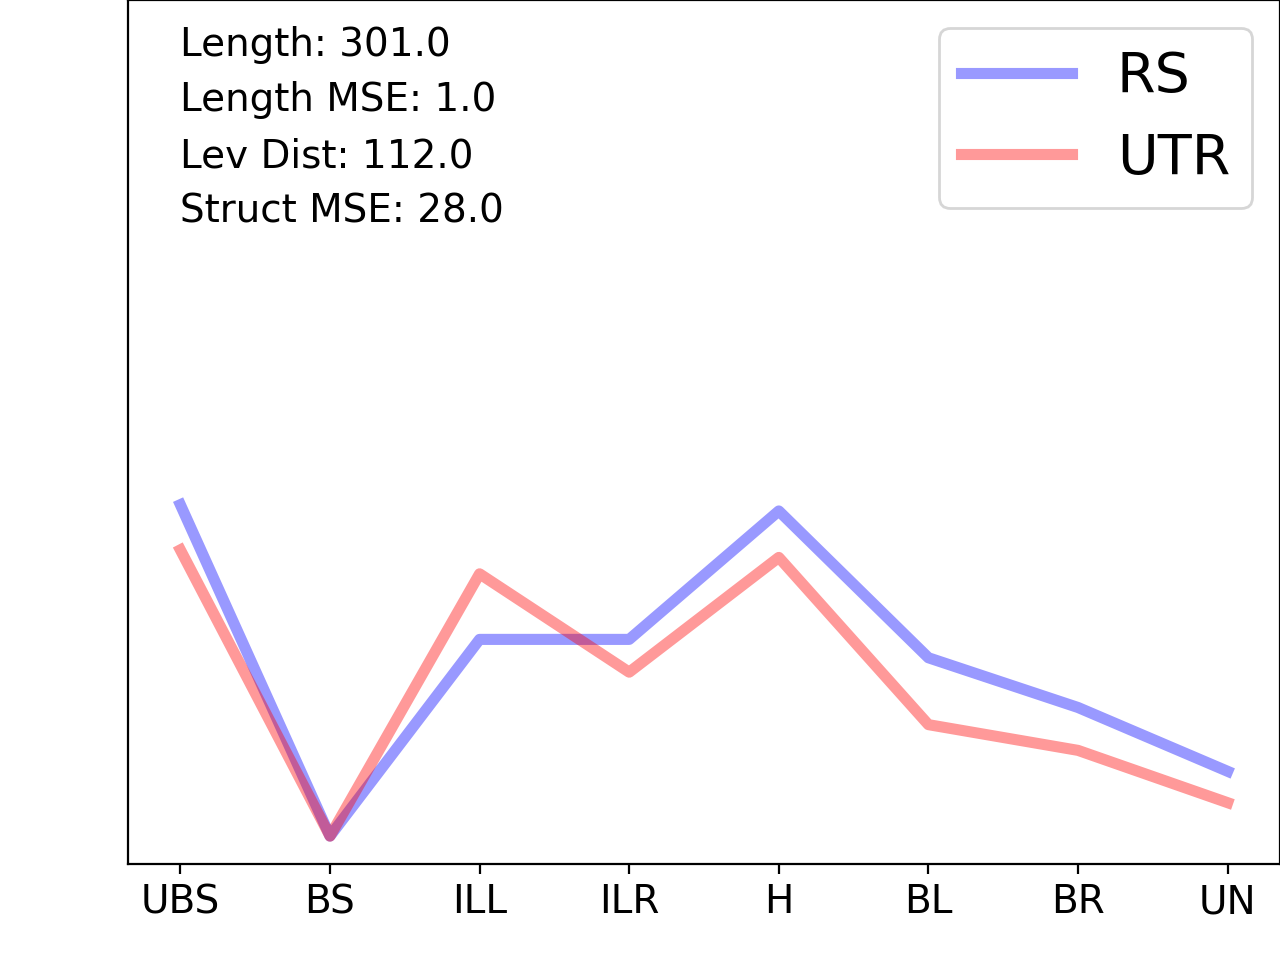 Length: 301.0
Length MSE: 1.0
Lev Dist: 112.0
Struct MSE: 28.0
RS
UTR
UBS BS ILL ILR H BL BR UN